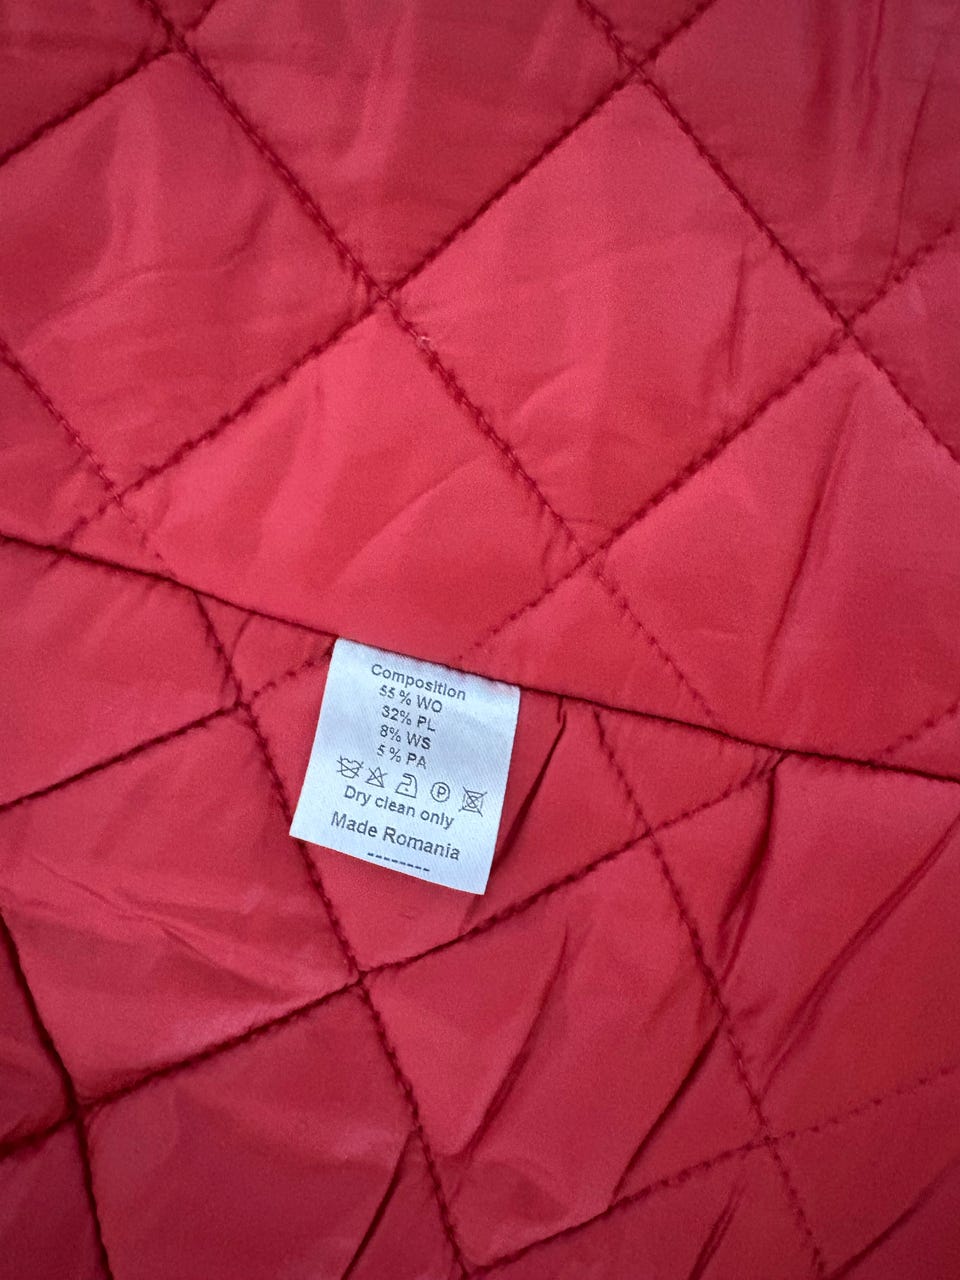 Composition
55 % WO
32% PL
8% WS
5 % PA
P
Dry clean only
Made Romania
--------